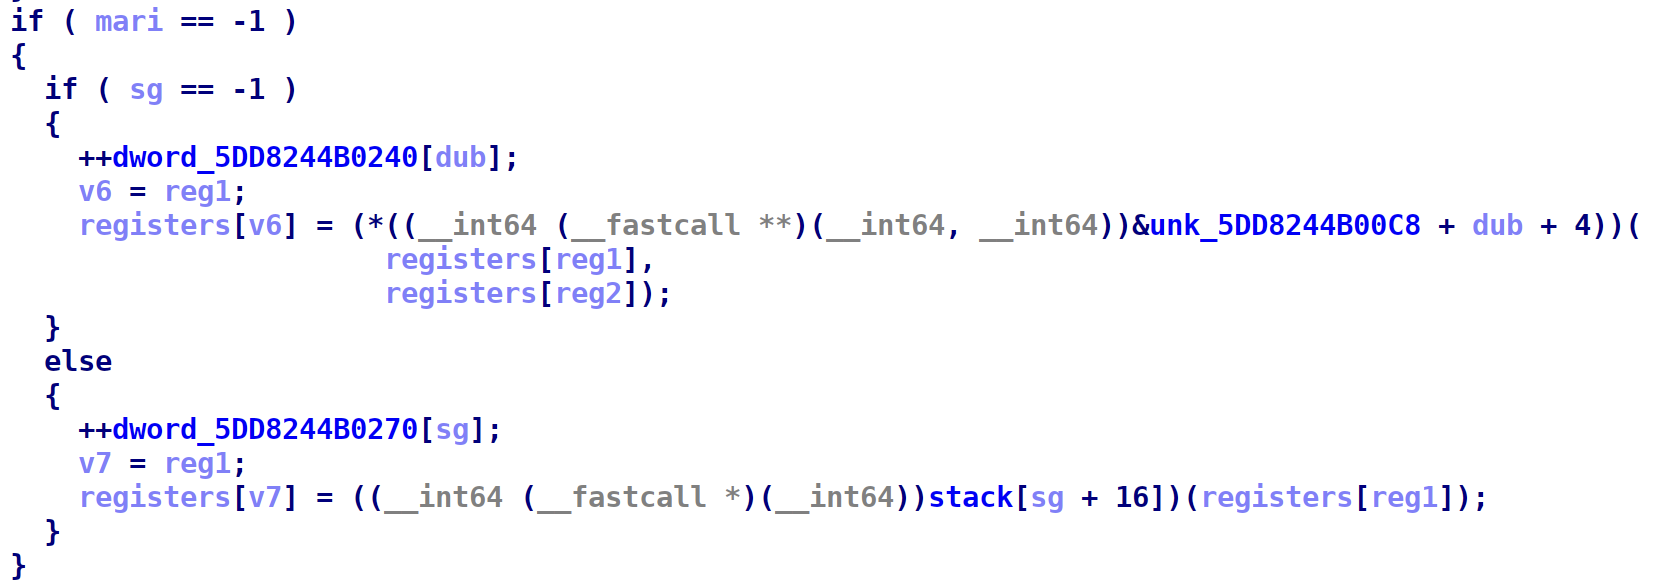 if ( mari == -1 )
{
if ( sg == -1 )
{
++dword_5DD8244B0240[dub];
v6 = reg1;
registers[v6] = (*((__int64 (__fastcall **)(__int64, __int64))&unk_5DD8244B00C8 + dub + 4))(
registers[reg1],
registers[reg2]);
}
else
{
++dword_5DD8244B0270[sg];
v7 = reg1;
registers[v7] = ((__int64 (__fastcall *)(__int64))stack[sg + 16])(registers[reg1]);
}
}